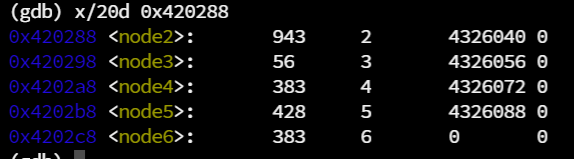 (gdb) x/20d 0x420288
0x420288 <node2>: 943 2 4326040 0
0x420298 <node3>: 56 3 4326056 0
0x4202a8 <node4>: 383 4 4326072 0
0x4202b8 <node5>: 428 5 4326088 0
0x4202c8 <node6>: 383 6 0 0
(gdb)